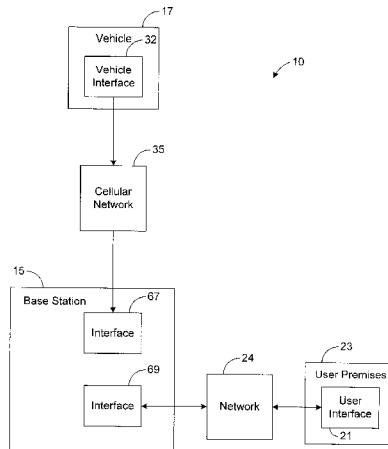 17
Vehicle
32
Vehicle
Interface
10
35
Cellular
Network
15
Base Station
67
Interface
69
Interface
24
Network
23
User Premises
User
Interface
21